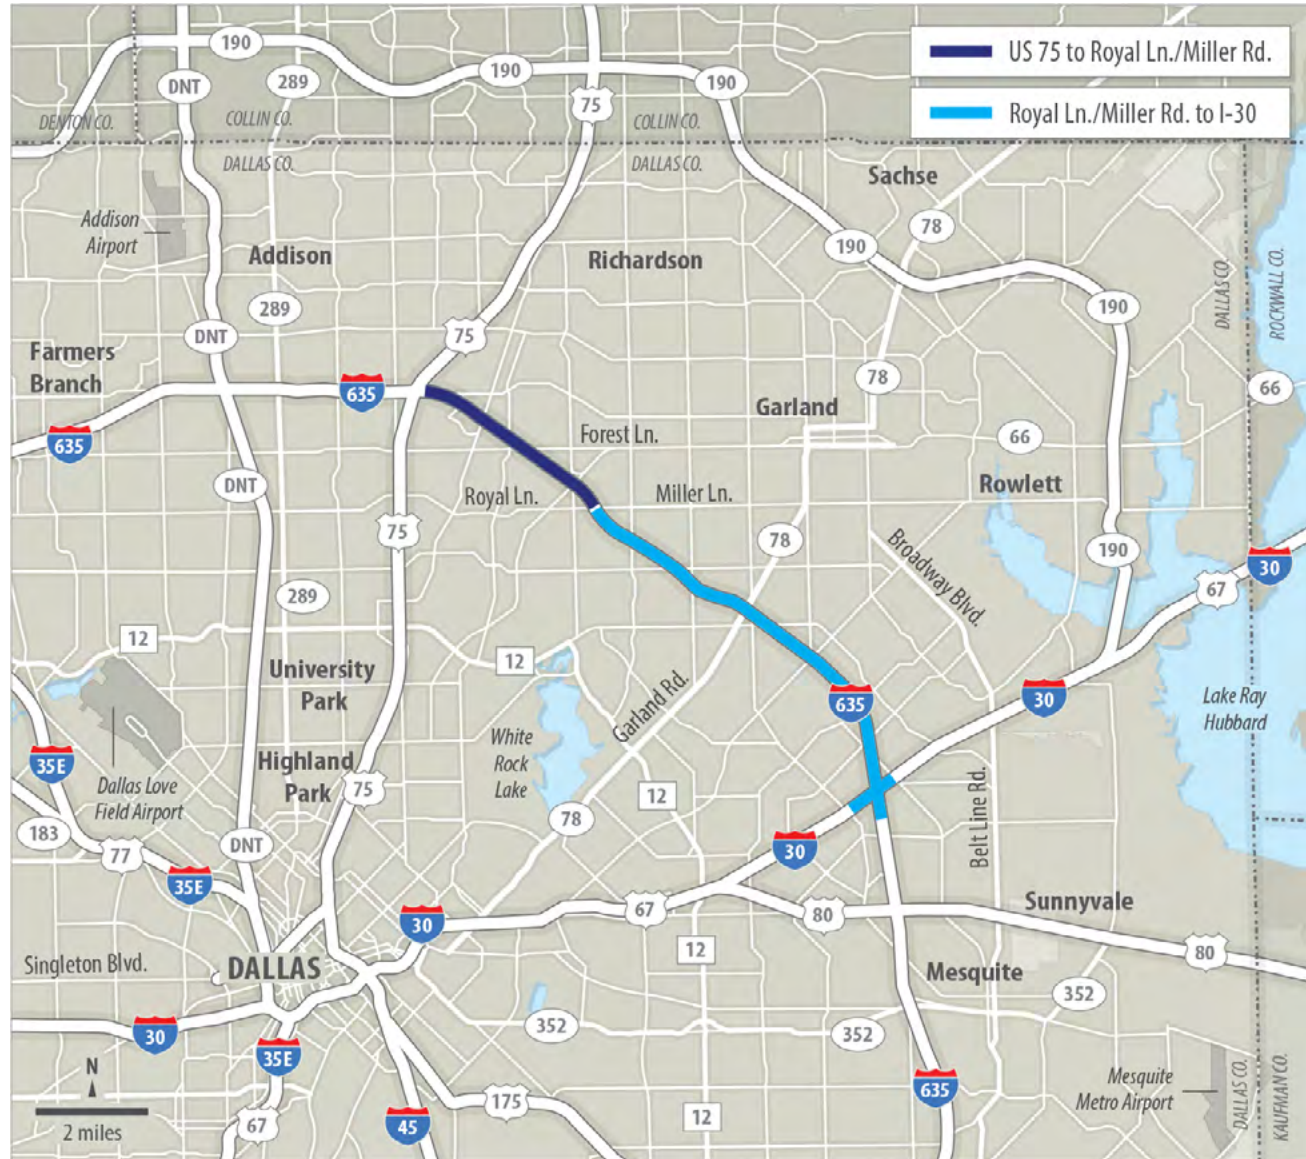 US 75 to Royal Ln./Miller Rd.
Royal Ln./Miller Rd. to I-30
190
190
190
DNT
289
75
DENTON CO.
COLLIN CO.
COLLIN CO.
DALLAS CO.
DALLAS CO.
Sachse
78
Addison
Airport
Addison
Richardson
190
DALLAS CO.
ROCKWALL CO.
289
190
DNT
75
Farmers
Branch
635
78
66
Garland
635
Forest Ln.
66
DNT
Royal Ln.
Miller Ln.
Rowlett
75
78
Broadway Blvd.
190
30
67
289
12
12
University
Park
Garland Rd.
635
30
Lake Ray
Hubbard
White
Rock
Lake
35E
Highland
Park
75
Dallas Love
Field Airport
12
Belt Line Rd.
183
77
DNT
78
30
35E
30
67
80
Sunnyvale
12
80
Singleton Blvd.
DALLAS
Mesquite
352
30
352
352
35E
N
635
Mesquite
Metro Airport
DALLAS CO.
KAUFMAN CO.
2 miles
67
45
175
12